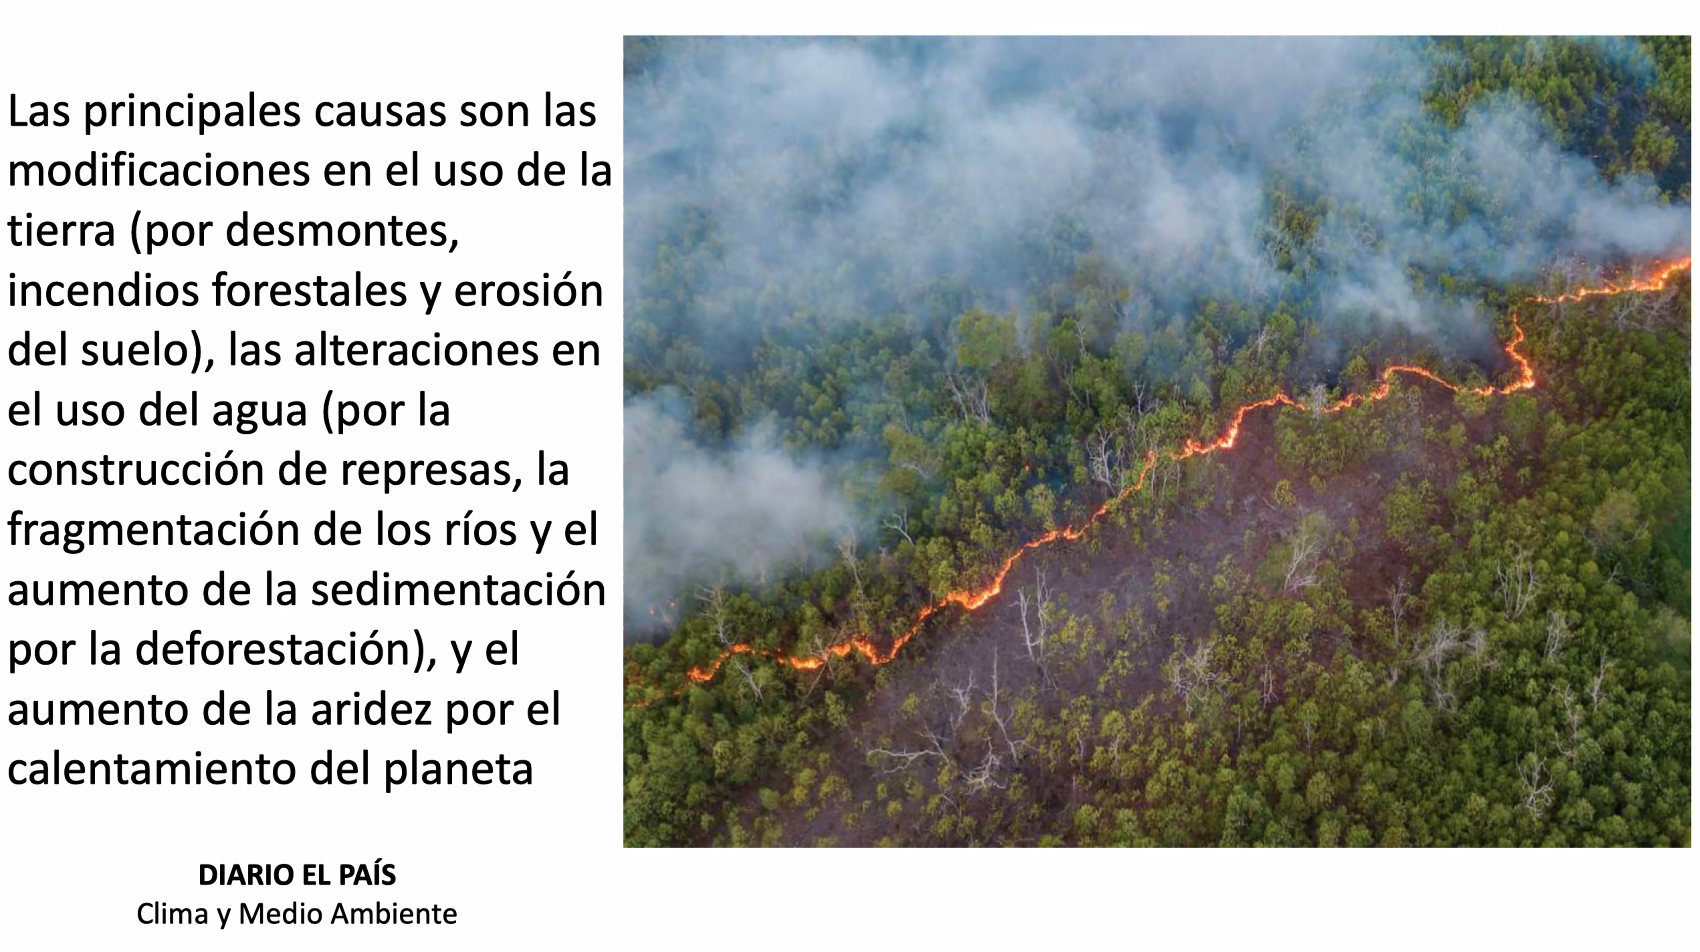 Las principales causas son las
modificaciones en el uso de la
tierra (por desmontes,
incendios forestales y erosión
del suelo), las alteraciones en
el uso del agua (por la
construcción de represas, la
fragmentación de los ríos y el
aumento de la sedimentación
por la deforestación), y el
aumento de la aridez por el
calentamiento del planeta
DIARIO EL PAÍS
Clima y Medio Ambiente